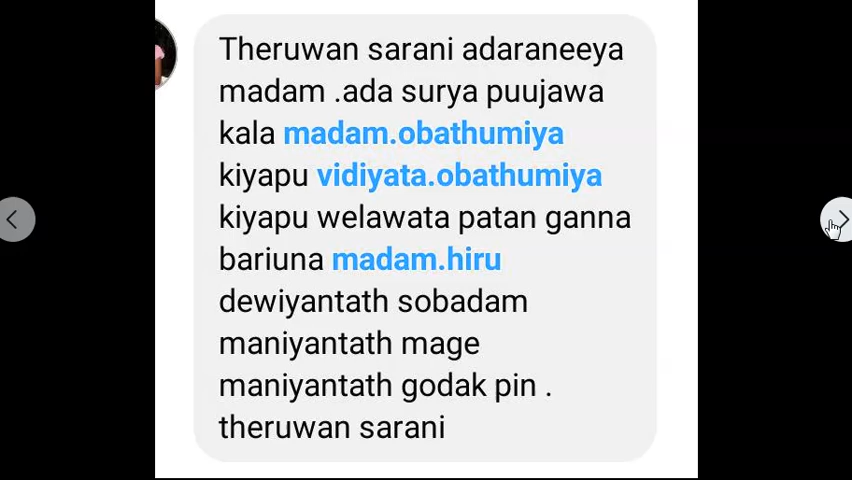 Theruwan sarani adaraneeya
madam .ada surya puujawa
kala madam.obathumiya
kiyapu vidiyata.obathumiya
kiyapu welawata patan ganna
bariuna madam.hiru
dewiyantath sobadam
maniyantath mage
maniyantath godak pin .
theruwan sarani